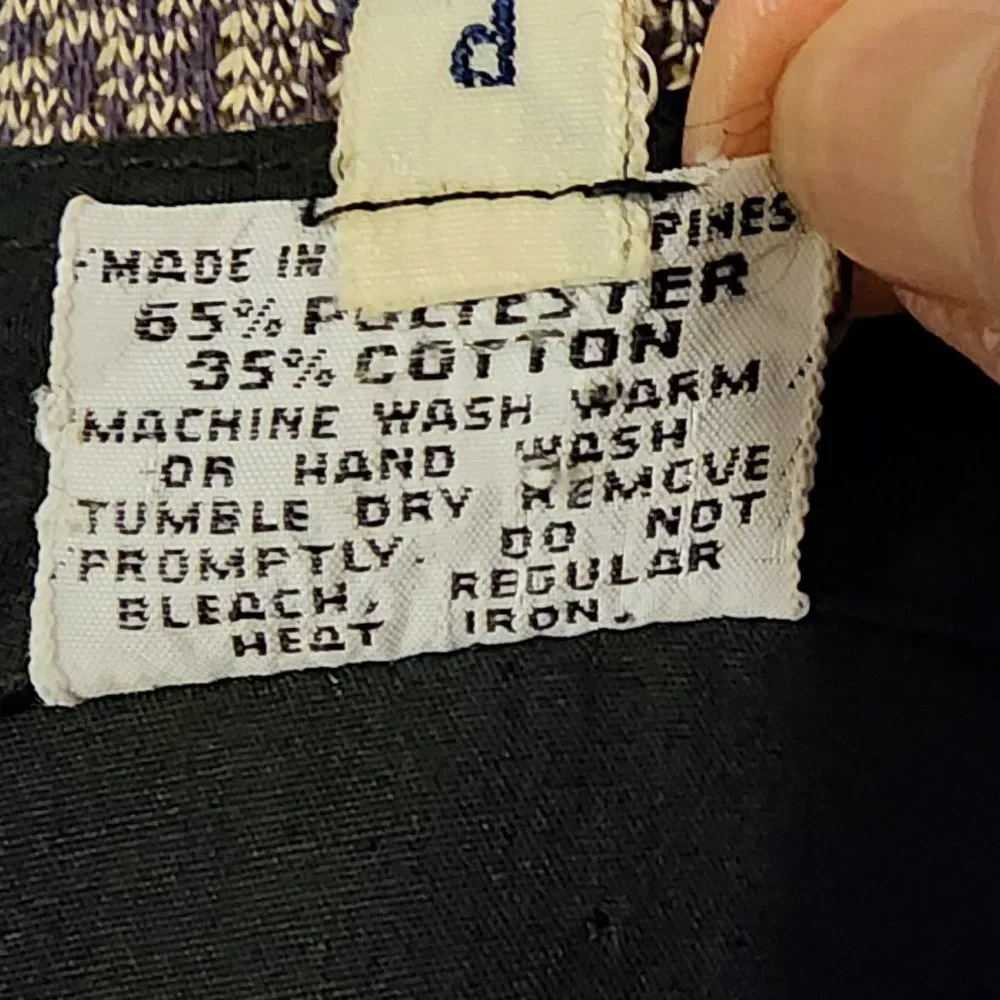 MADE IN PINES
65% POLYESTER
35% COTTON
MACHINE WASH WARM
OR HAND WASH
TUMBLE DRY REMOVE
PROMPTLY. DO NOT
BLEACH, REGULAR
HEAT IRON.